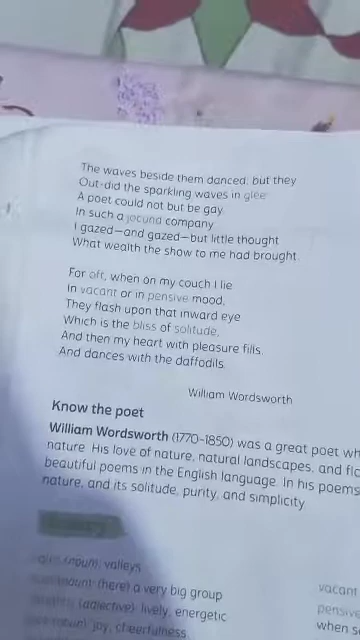 The waves beside them danced; but they
Out-did the sparkling waves in glee:
A poet could not but be gay,
In such a jocund company:
I gazed—and gazed—but little thought
What wealth the show to me had brought:
For oft, when on my couch I lie
In vacant or in pensive mood,
They flash upon that inward eye
Which is the bliss of solitude;
And then my heart with pleasure fills,
And dances with the daffodils.
William Wordsworth
Know the poet
William Wordsworth (1770–1850) was a great poet wh
nature. His love of nature, natural landscapes, and flo
beautiful poems in the English language. In his poems
nature, and its solitude, purity, and simplicity.
(noun): valleys
(noun): (here) a very big group
(adjective): lively, energetic
(noun): joy, cheerfulness
vacant
pensive
when s